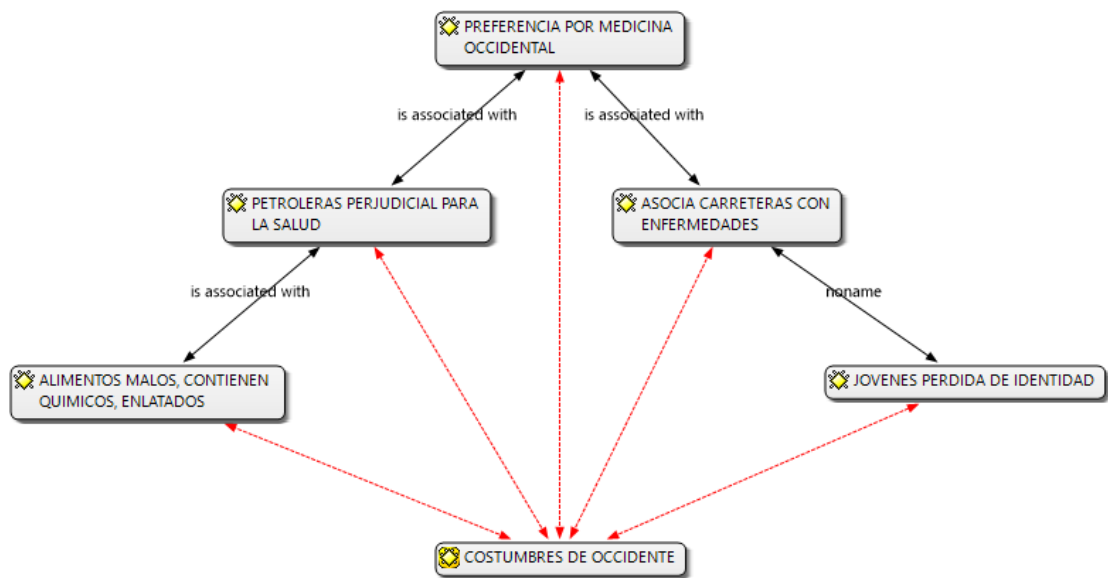 PREFERENCIA POR MEDICINA
OCCIDENTAL
is associated with
is associated with
PETROLERAS PERJUDICIAL PARA
LA SALUD
ASOCIA CARRETERAS CON
ENFERMEDADES
is associated with
noname
ALIMENTOS MALOS, CONTIENEN
QUIMICOS, ENLATADOS
JOVENES PERDIDA DE IDENTIDAD
COSTUMBRES DE OCCIDENTE